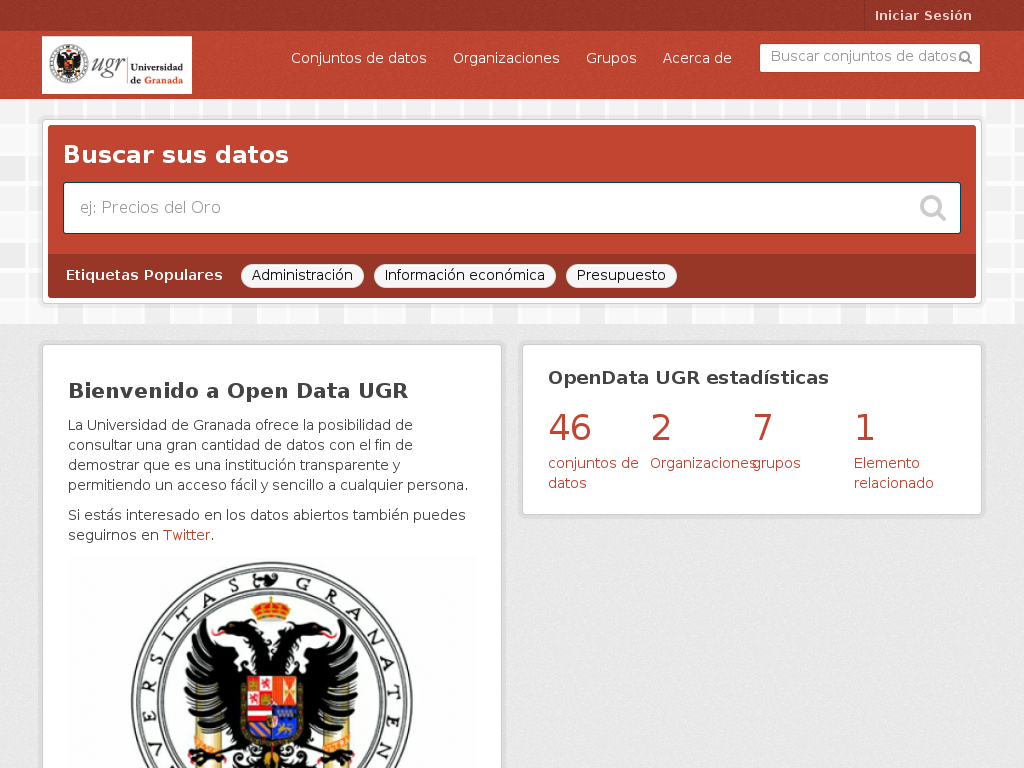 Iniciar Sesión
ugr Universidad
de Granada
Conjuntos de datos
Organizaciones
Grupos
Acerca de
Buscar conjuntos de datos
Buscar sus datos
ej: Precios del Oro
Etiquetas Populares
Administración
Información económica
Presupuesto
Bienvenido a Open Data UGR
La Universidad de Granada ofrece la posibilidad de
consultar una gran cantidad de datos con el fin de
demostrar que es una institución transparente y
permitiendo un acceso fácil y sencillo a cualquier persona.
Si estás interesado en los datos abiertos también puedes
seguirnos en Twitter.
VERSITAS GRANATEN
OpenData UGR estadísticas
46
conjuntos de
datos
2
Organizaciones
7
grupos
1
Elemento
relacionado